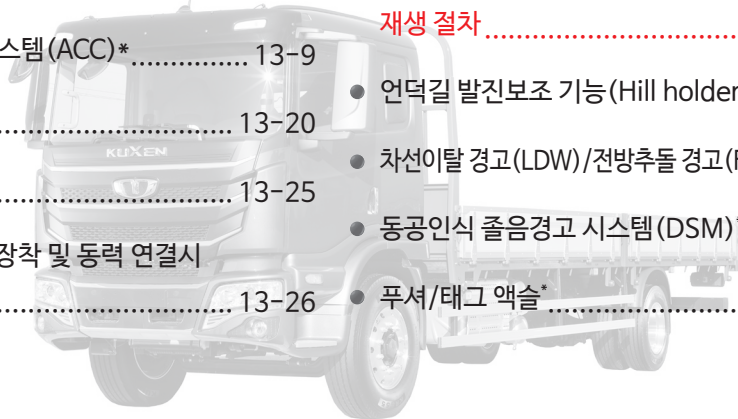 스템(ACC)*............... 13-9
.............................. 13-20
.............................. 13-25
장착 및 동력 연결시
.............................. 13-26
재생 절차..............................
● 언덕길 발진보조 기능(Hill holder
● 차선이탈 경고(LDW)/전방추돌 경고(F
● 동공인식 졸음경고 시스템(DSM)*
● 푸셔/태그 액슬*..............................
KUXEN